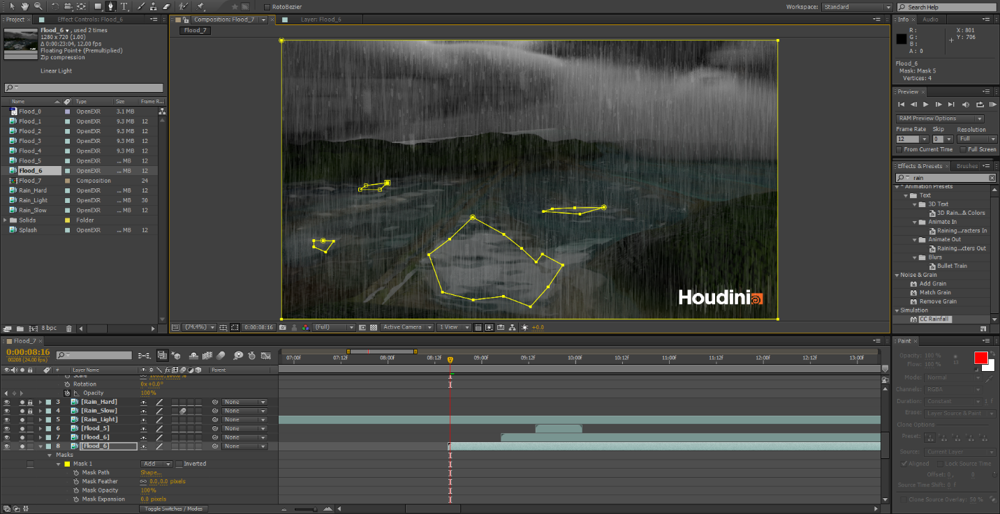 RotoBezier
Workspace: Standard
Search Help
Project
Effect Controls: Flood_6
Flood_6 , used 2 times
1280 x 720 (1.00)
Δ 0:00:23:04, 12.00 fps
Floating Point+ (Premultiplied)
Zip compression
Linear Light
Name Type Size Frame R...
Flood_0 OpenEXR 3.1 MB
Flood_1 OpenEXR 9.3 MB 12
Flood_2 OpenEXR 9.3 MB 12
Flood_3 OpenEXR 9.3 MB 12
Flood_4 OpenEXR 9.3 MB 12
Flood_5 OpenEXR ... MB 12
Flood_6 OpenEXR ... MB 12
Flood_7 Composition 24
Rain_Hard OpenEXR ... MB 12
Rain_Light OpenEXR ... MB 30
Rain_Slow OpenEXR ... MB 12
Solids Folder
Splash OpenEXR ... MB 12
8 bpc
Composition: Flood_7
Layer: Flood_6
Flood_7
Houdini
(74.4%) 0:00:08:16 (Full) Active Camera 1 View +0.0
Info Audio
R :
G :
B :
A : 0
X : 801
Y : 706
Flood_6
Mask: Mask 5
Vertices: 4
Preview
RAM Preview Options
Frame Rate Skip Resolution
12 0 Full
From Current Time Full Screen
Effects & Presets Brushes
rain
* Animation Presets
Text
3D Text
3D Rain...& Colors
Animate In
Raining...racters In
Animate Out
Raining...cters Out
Blurs
Bullet Train
Noise & Grain
Add Grain
Match Grain
Remove Grain
Simulation
CC Rainfall
Flood_7
0:00:08:16
00208 (24.00 fps)
# Layer Name Parent
07:00f 07:12f 08:00f 08:12f 09:00f 09:12f 10:00f 10:12f 11:00f 11:12f 12:00f 12:12f 13:00f
Scale 100.0,100.0%
Rotation 0x+0.0°
Opacity 100%
3 [Rain_Hard] None
4 [Rain_Slow] None
5 [Rain_Light] None
6 [Flood_5] None
7 [Flood_6] None
8 [Flood_6] None
Masks
Mask 1 Add Inverted
Mask Path Shape...
Mask Feather 0.0,0.0 pixels
Mask Opacity 100%
Mask Expansion 0.0 pixels
Toggle Switches / Modes
Paint
Opacity: 100 %
Flow: 100 % 13
Mode: Normal
Channels: RGBA
Duration: Constant 1 f
Erase: Layer Source & Paint
Clone Options
Preset:
Source: Current Layer
Aligned Lock Source Time
Offset: 0 , 0
Source Time Shift: 0 f
Clone Source Overlay: 50 %